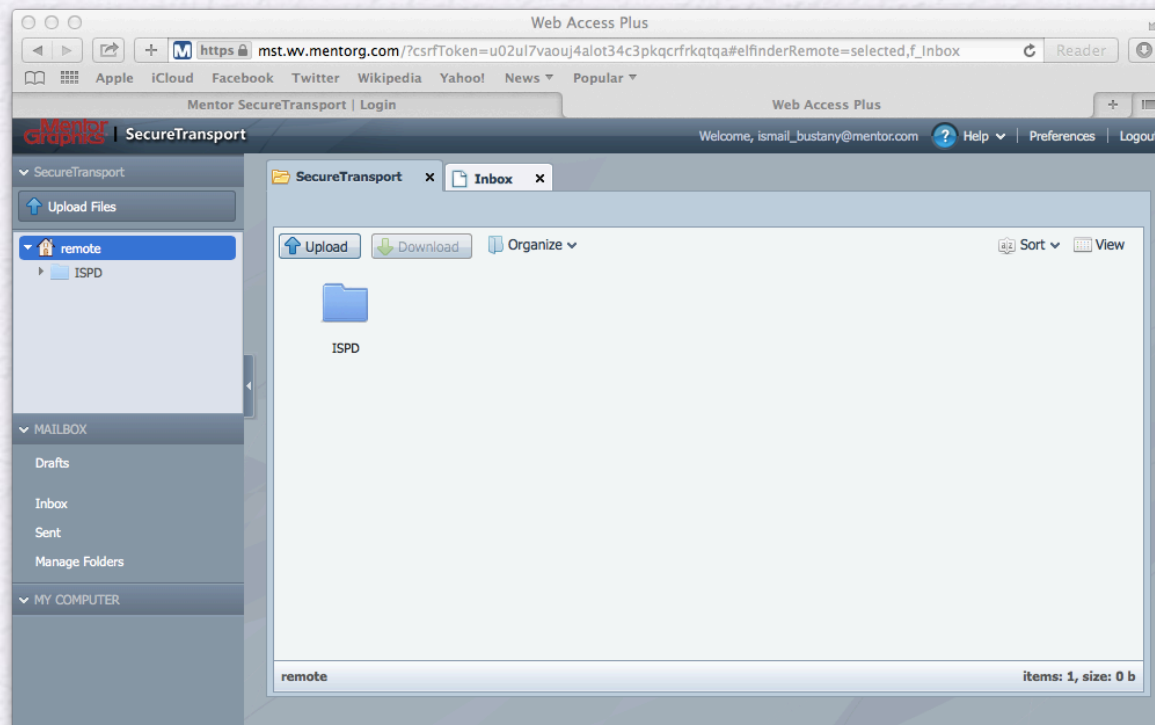 Web Access Plus
https mst.wv.mentorg.com/?csrfToken=u02ul7vaouj4alot34c3pkqcrfrkqtqa#elfinderRemote=selected,f_Inbox Reader
Apple iCloud Facebook Twitter Wikipedia Yahoo! News Popular
Mentor SecureTransport | Login Web Access Plus
Mentor Graphics | SecureTransport Welcome, ismail_bustany@mentor.com ? Help | Preferences | Logout
SecureTransport
SecureTransport x Inbox x
Upload Files
remote
ISPD
Upload Download Organize Sort View
ISPD
MAILBOX
Drafts
Inbox
Sent
Manage Folders
MY COMPUTER
remote items: 1, size: 0 b